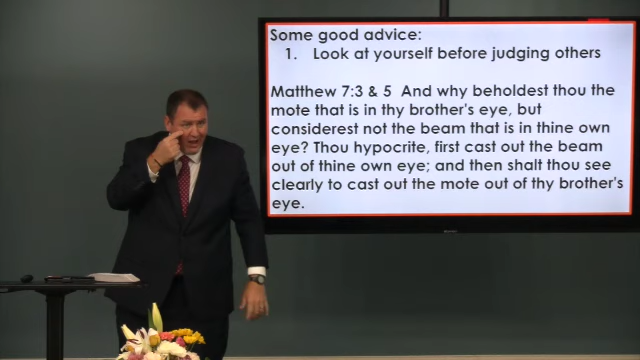 Some good advice:
1. Look at yourself before judging others
Matthew 7:3 & 5 And why beholdest thou the
mote that is in thy brother's eye, but
considerest not the beam that is in thine own
eye? Thou hypocrite, first cast out the beam
out of thine own eye; and then shalt thou see
clearly to cast out the mote out of thy brother's
eye.